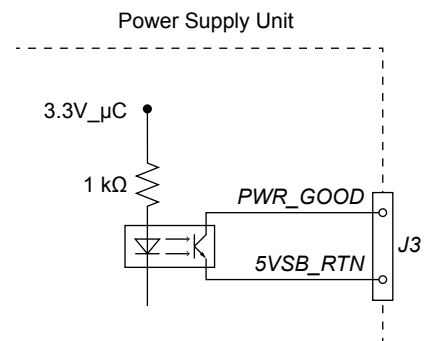 Power Supply Unit
3.3V_µC
1 kΩ
PWR_GOOD
J3
5VSB_RTN